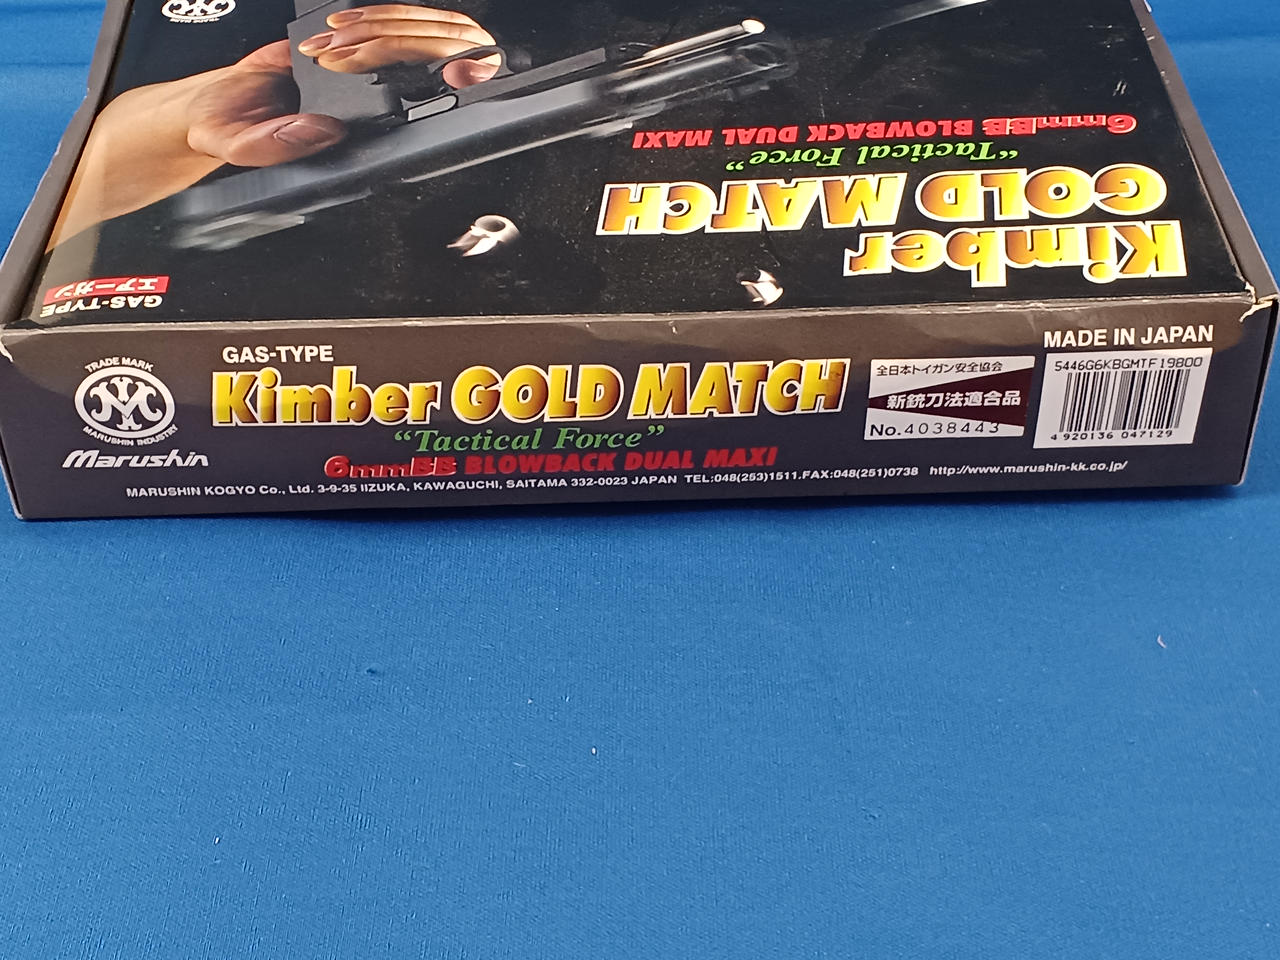 TRADE MARK
6mmBB BLOWBACK DUAL MAXI
“Tactical Force”
GOLD MATCH
Kimber
GAS-TYPE
エアーガン
TRADE MARK
MARUSHIN INDUSTRY
Marushin
GAS-TYPE
Kimber GOLD MATCH
“Tactical Force”
6mmBB BLOWBACK DUAL MAXI
MARUSHIN KOGYO Co., Ltd. 3-9-35 IIZUKA, KAWAGUCHI, SAITAMA 332-0023 JAPAN TEL:048(253)1511.FAX:048(251)0738 http://www.marushin-kk.co.jp/
全日本トイガン安全協会
新銃刀法適合品
No.4038443
MADE IN JAPAN
5446G6KBGMTF19800
4 920136 047129